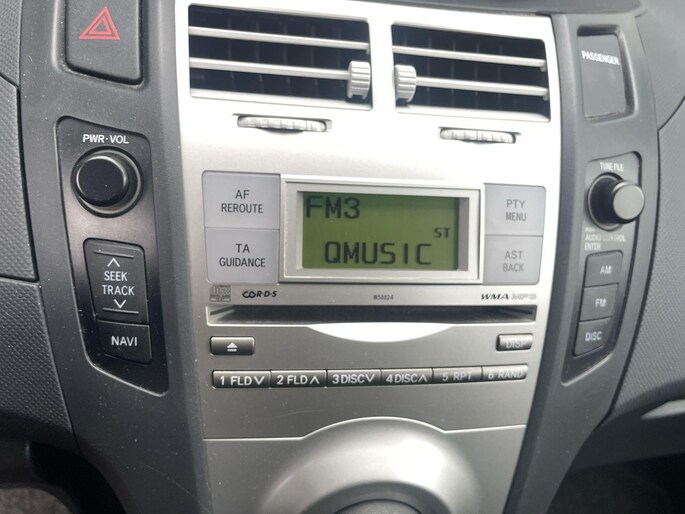 PASSENGER
PWR·VOL
TUNE·FILE
AF
REROUTE
FM3
ST
PTY
MENU
AUDIO CONTROL
ENTER
TA
GUIDANCE
QMUSIC
AST
BACK
SEEK
TRACK
AM
R·D·S
W58824
WMA MP3
FM
NAVI
DISP
DISC
1 FLD∨
2 FLD∧
3 DISC∨
4 DISC∧
5 RPT
6 RAND